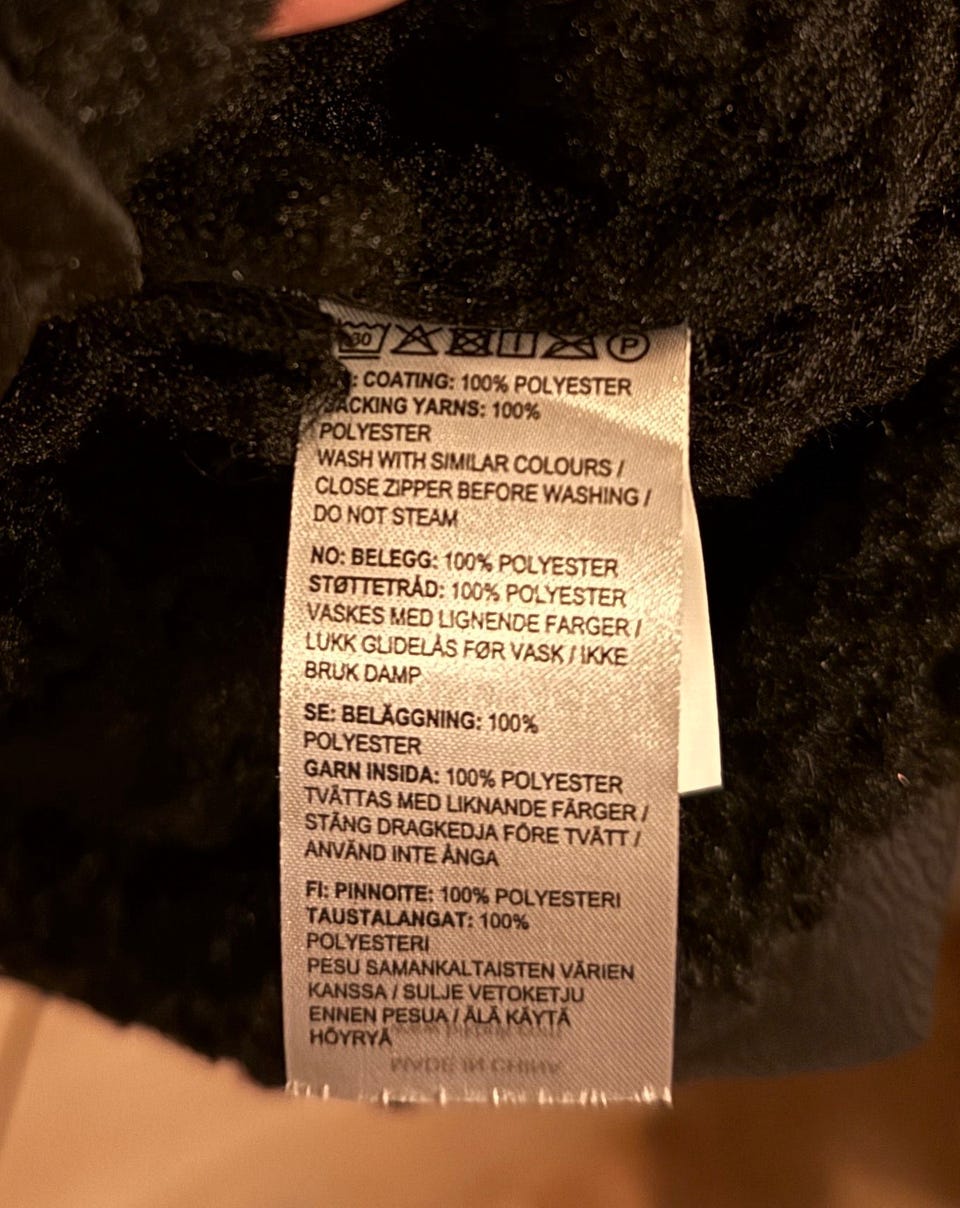 30 P
: COATING: 100% POLYESTER
BACKING YARNS: 100%
POLYESTER
WASH WITH SIMILAR COLOURS /
CLOSE ZIPPER BEFORE WASHING /
DO NOT STEAM
NO: BELEGG: 100% POLYESTER
STØTTETRÅD: 100% POLYESTER
VASKES MED LIGNENDE FARGER /
LUKK GLIDELÅS FØR VASK / IKKE
BRUK DAMP
SE: BELÄGGNING: 100%
POLYESTER
GARN INSIDA: 100% POLYESTER
TVÄTTAS MED LIKNANDE FÄRGER /
STÄNG DRAGKEDJA FÖRE TVÄTT /
ANVÄND INTE ÅNGA
FI: PINNOITE: 100% POLYESTERI
TAUSTALANGAT: 100%
POLYESTERI
PESU SAMANKALTAISTEN VÄRIEN
KANSSA / SULJE VETOKETJU
ENNEN PESUA / ÄLÄ KÄYTÄ
HÖYRYÄ
MADE IN CHINA